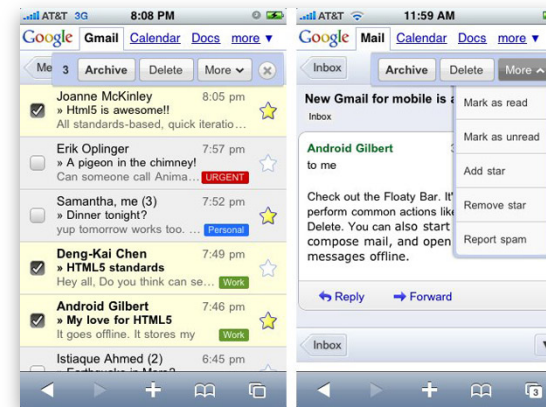 AT&T 3G 8:08 PM
Google Gmail Calendar Docs more ▼
Me 3 Archive Delete More
Joanne McKinley 8:05 pm
» Html5 is awesome!!
All standards-based, quick iteratio...
Erik Oplinger 7:57 pm
» A pigeon in the chimney!
Can someone call Anima... URGENT
Samantha, me (3) 7:52 pm
» Dinner tonight?
yup tomorrow works too. ... Personal
Deng-Kai Chen 7:49 pm
» HTML5 standards
Hey all, Do you think can se... Work
Android Gilbert 7:46 pm
» My love for HTML5
It goes offline. It stores my Work
Istiaque Ahmed (2) 6:45 pm
AT&T 11:59 AM
Google Mail Calendar Docs more ▼
Inbox Archive Delete More
New Gmail for mobile is
Inbox
Mark as read
Mark as unread
Add star
Remove star
Report spam
Android Gilbert
to me
Check out the Floaty Bar. It'
perform common actions like
Delete. You can also start
compose mail, and open
messages offline.
Reply Forward
Inbox
3